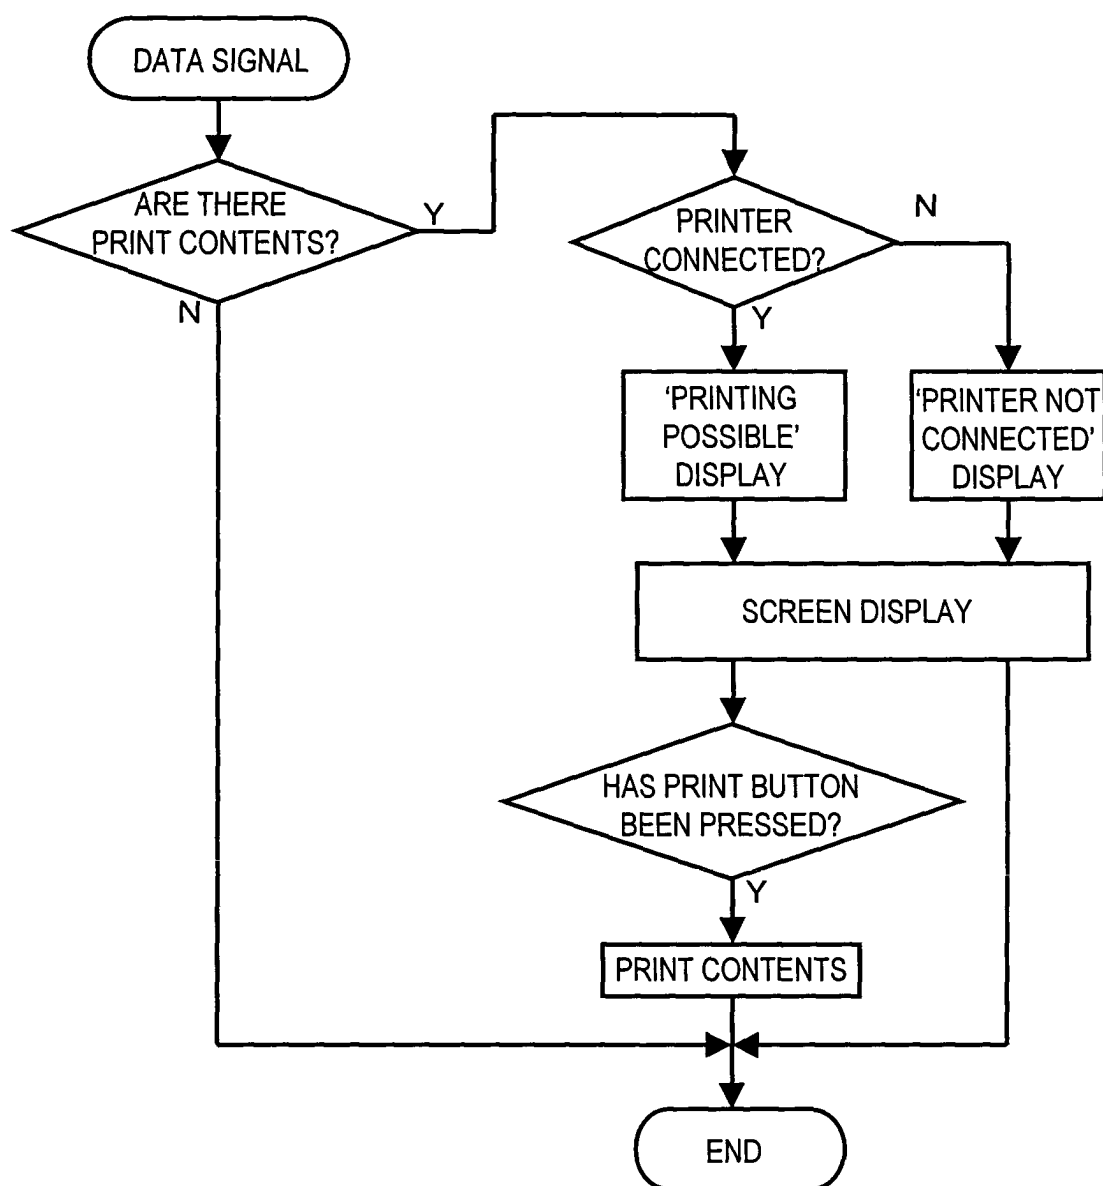 DATA SIGNAL
ARE THERE
PRINT CONTENTS?
Y
N
PRINTER
CONNECTED?
N
Y
'PRINTING
POSSIBLE'
DISPLAY
'PRINTER NOT
CONNECTED'
DISPLAY
SCREEN DISPLAY
HAS PRINT BUTTON
BEEN PRESSED?
Y
PRINT CONTENTS
END